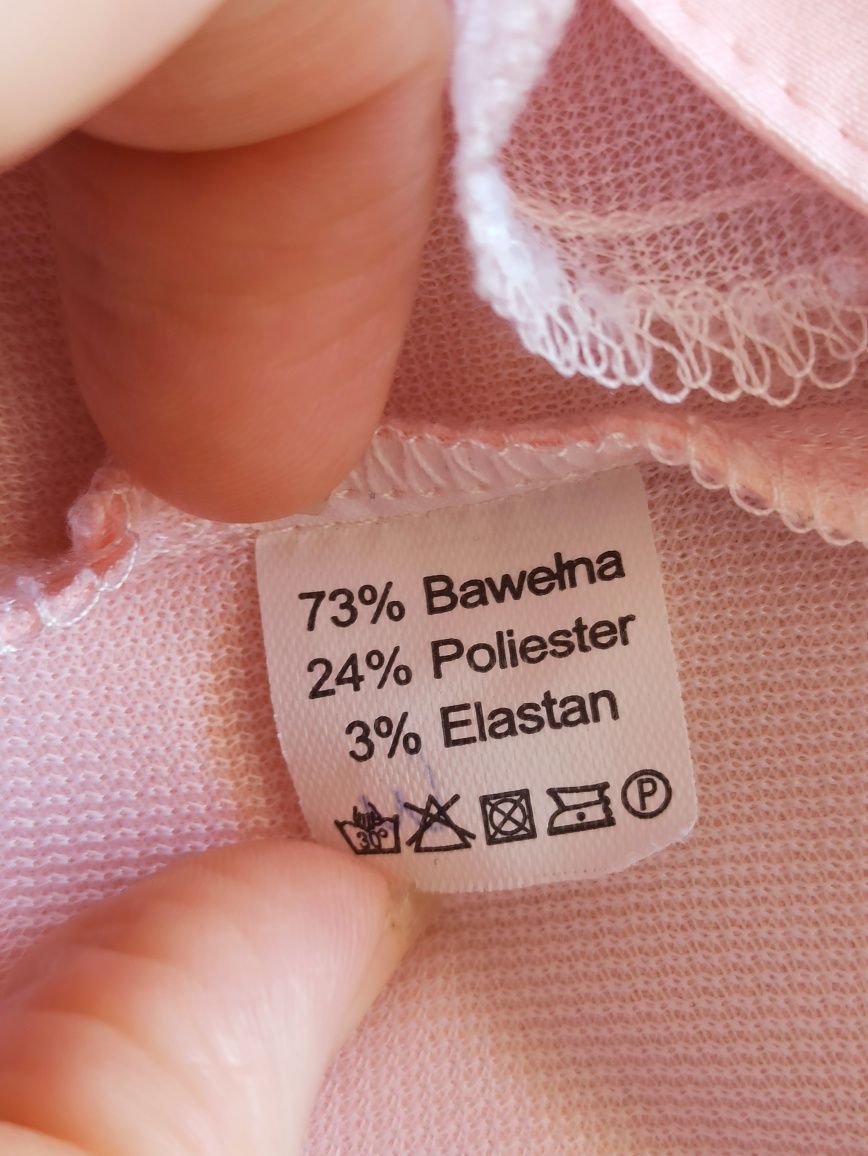 73% Bawełna
24% Poliester
3% Elastan
30° P